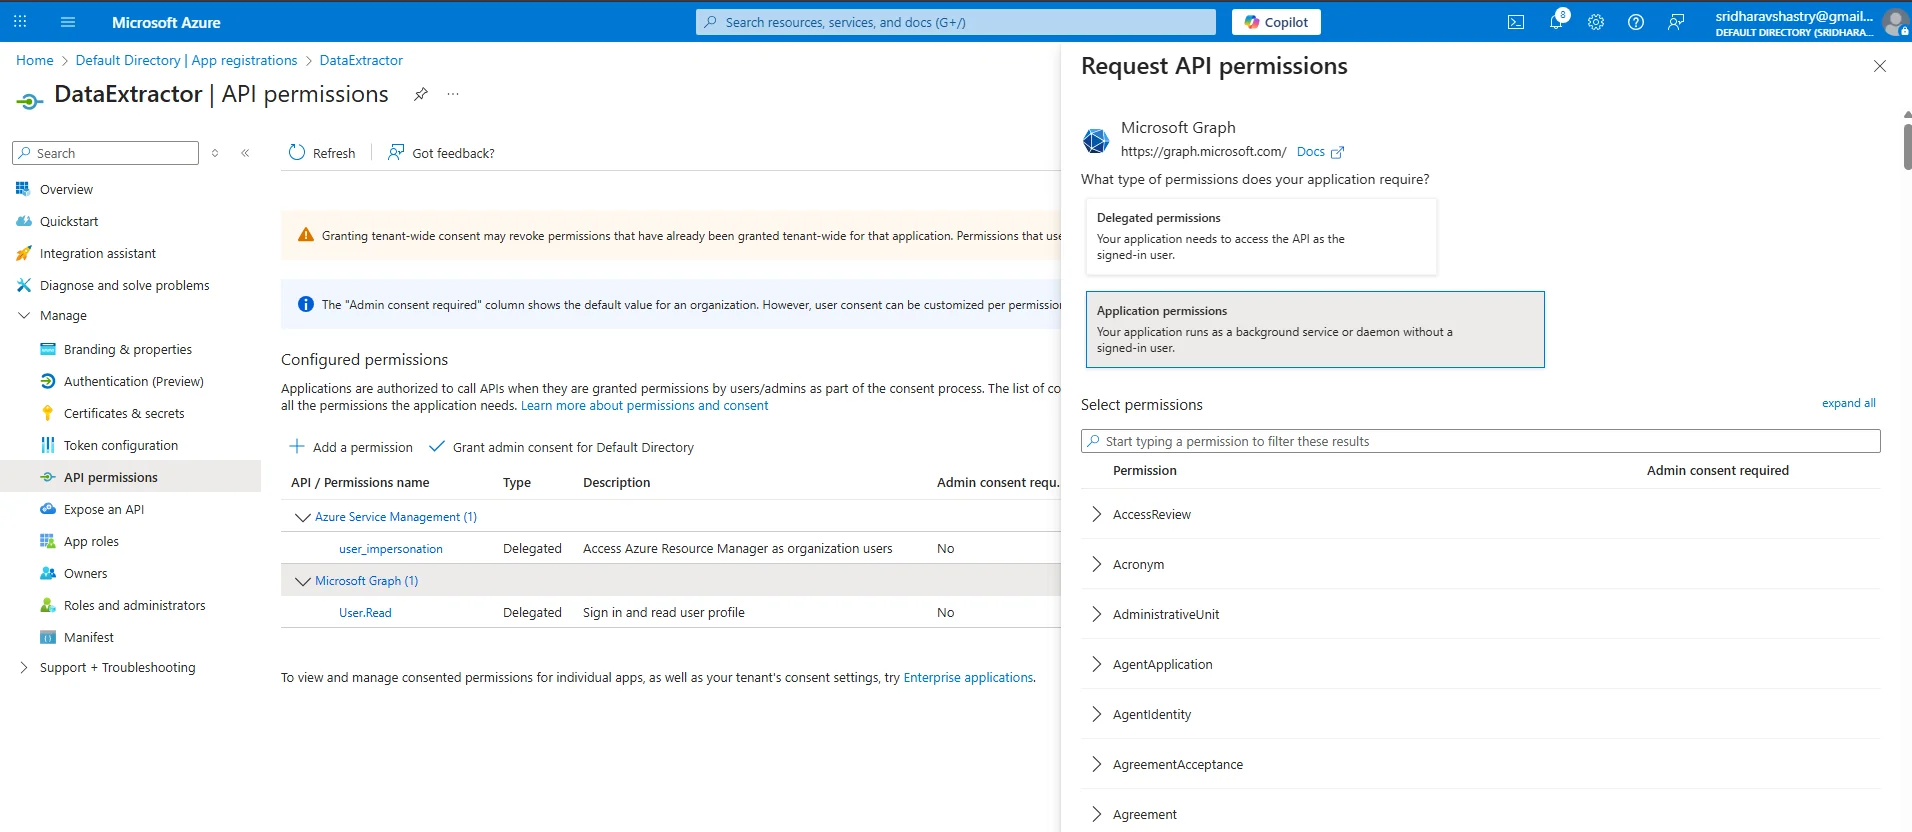 Microsoft Azure
Search resources, services, and docs (G+/)
Copilot
8
sridharavshastry@gmail...
DEFAULT DIRECTORY (SRIDHARA...
Home > Default Directory | App registrations > DataExtractor
DataExtractor | API permissions
...
Search
Overview
Quickstart
Integration assistant
Diagnose and solve problems
Manage
Branding & properties
Authentication (Preview)
Certificates & secrets
Token configuration
API permissions
Expose an API
App roles
Owners
Roles and administrators
Manifest
Support + Troubleshooting
Refresh
Got feedback?
Granting tenant-wide consent may revoke permissions that have already been granted tenant-wide for that application. Permissions that use
The "Admin consent required" column shows the default value for an organization. However, user consent can be customized per permission
Configured permissions
Applications are authorized to call APIs when they are granted permissions by users/admins as part of the consent process. The list of co
all the permissions the application needs. Learn more about permissions and consent
Add a permission
Grant admin consent for Default Directory
API / Permissions name Type Description Admin consent requ...
Azure Service Management (1)
user_impersonation Delegated Access Azure Resource Manager as organization users No
Microsoft Graph (1)
User.Read Delegated Sign in and read user profile No
To view and manage consented permissions for individual apps, as well as your tenant's consent settings, try Enterprise applications.
Request API permissions
Microsoft Graph
https://graph.microsoft.com/ Docs
What type of permissions does your application require?
Delegated permissions
Your application needs to access the API as the
signed-in user.
Application permissions
Your application runs as a background service or daemon without a
signed-in user.
Select permissions
expand all
Start typing a permission to filter these results
Permission Admin consent required
AccessReview
Acronym
AdministrativeUnit
AgentApplication
AgentIdentity
AgreementAcceptance
Agreement